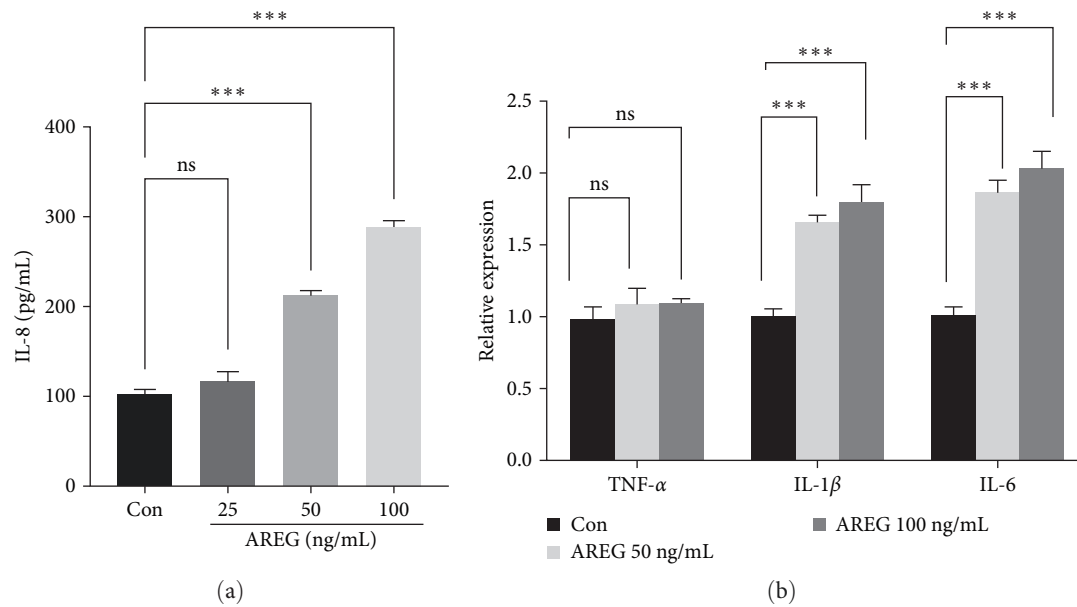 ***
***
ns
400
300
200
100
0
IL-8 (pg/mL)
Con
25
50
100
AREG (ng/mL)
(a)
***
***
***
***
ns
ns
2.5
2.0
1.5
1.0
0.5
0.0
Relative expression
TNF-α
IL-1β
IL-6
Con
AREG 50 ng/mL
AREG 100 ng/mL
(b)